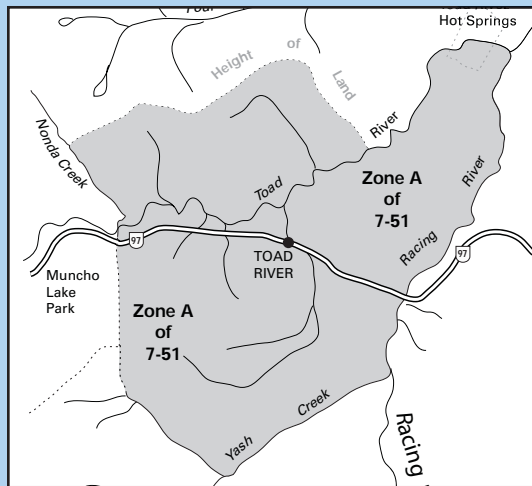 Hot Springs
Height of Land
Nonda Creek
River
Toad
Zone A
of
7-51
River
Racing
97
97
TOAD
RIVER
Muncho
Lake
Park
Zone A
of
7-51
Creek
Yash
Racing